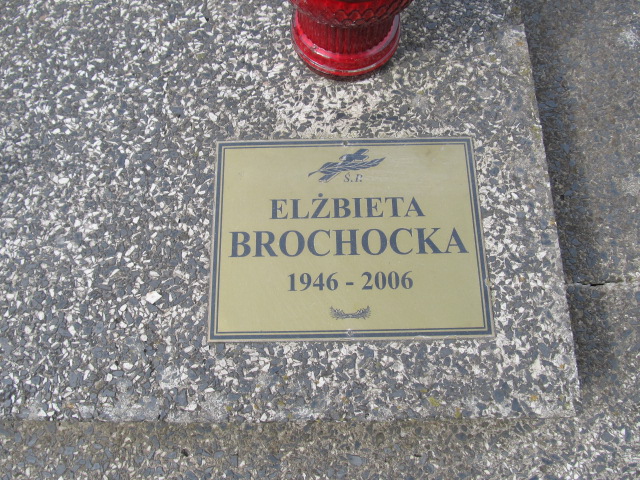 Ś.P.
ELŻBIETA
BROCHOCKA
1946 - 2006